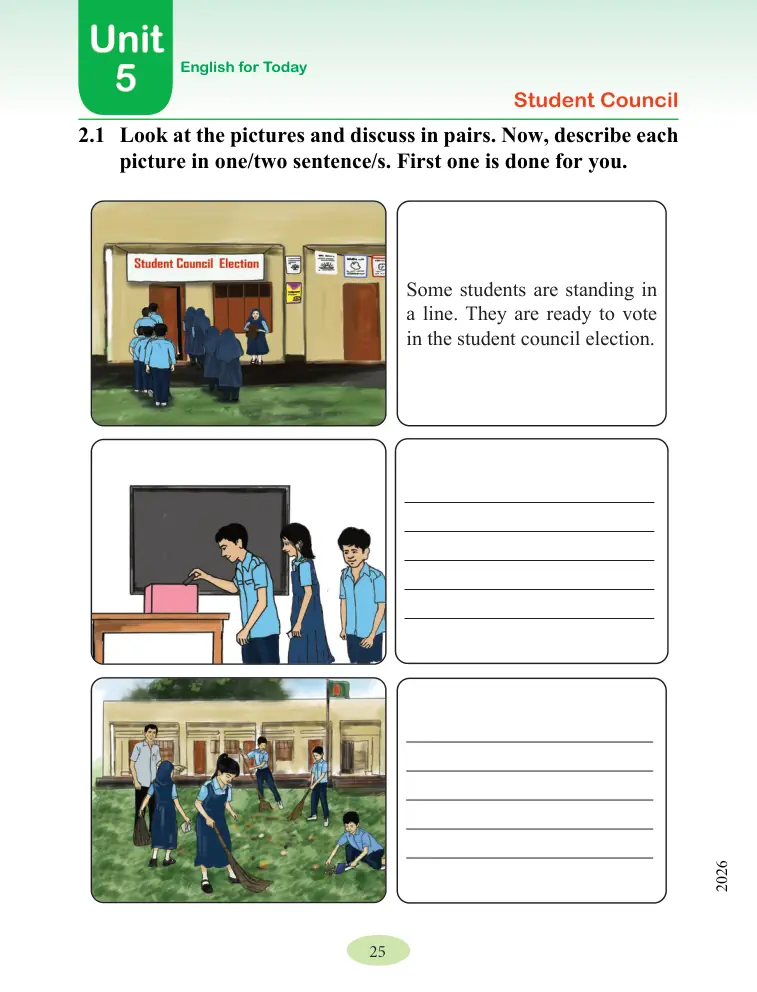 Unit
5
English for Today
Student Council
2.1 Look at the pictures and discuss in pairs. Now, describe each
picture in one/two sentence/s. First one is done for you.
Student Council Election
Some students are standing in
a line. They are ready to vote
in the student council election.
2026
25